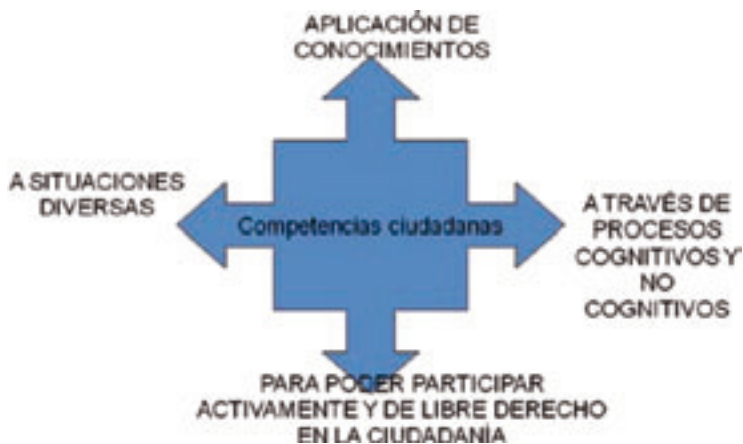 APLICACIÓN DE
CONOCIMIENTOS
A SITUACIONES
DIVERSAS
Competencias ciudadanas
A TRAVÉS DE
PROCESOS
COGNITIVOS Y
NO
COGNITIVOS
PARA PODER PARTICIPAR
ACTIVAMENTE Y DE LIBRE DERECHO
EN LA CIUDADANÍA